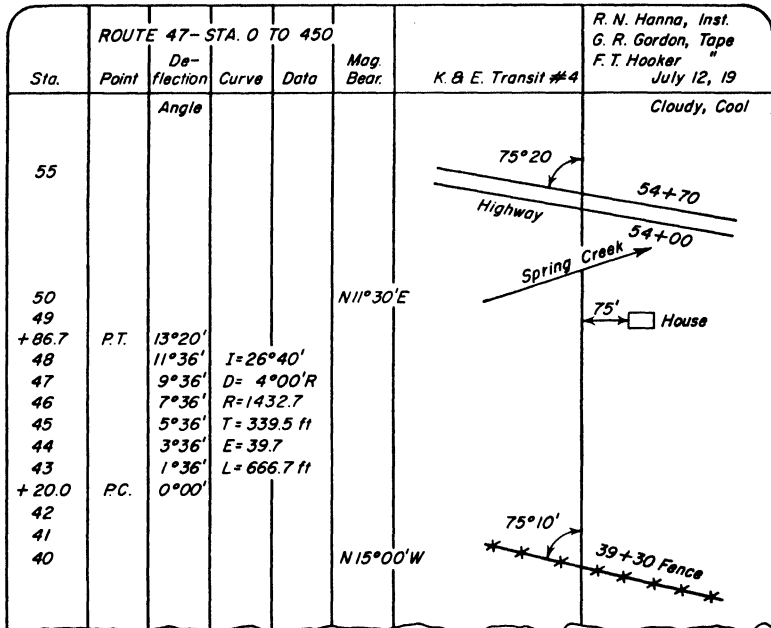 ROUTE 47-STA. 0 TO 450
R. N. Hanna, Inst.
G. R. Gordon, Tape
F. T. Hooker "
July 12, 19
Sta. Point De-flection Curve Data Mag. Bear. K. & E. Transit #4
Angle Cloudy, Cool
75°20
55
54+70
Highway
54+00
Spring Creek
50 N11°30'E
49 75' House
+86.7 P.T. 13°20'
48 11°36' I=26°40'
47 9°36' D= 4°00'R
46 7°36' R=1432.7
45 5°36' T=339.5 ft
44 3°36' E=39.7
43 1°36' L=666.7 ft
+20.0 P.C. 0°00'
42
75°10'
41
40 N15°00'W 39+30 Fence